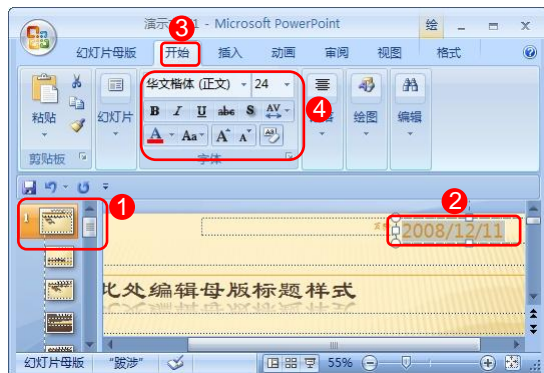 演示 1 - Microsoft PowerPoint
绘
3
幻灯片母版 开始 插入 动画 审阅 视图 格式
华文楷体 (正文) 24
B I U abc S AV
4
粘贴 幻灯片 绘图 编辑
A Aa A A
剪贴板 字体
1
2
1
2008/12/11
此处编辑母版标题样式
幻灯片母版 "跋涉" 55%